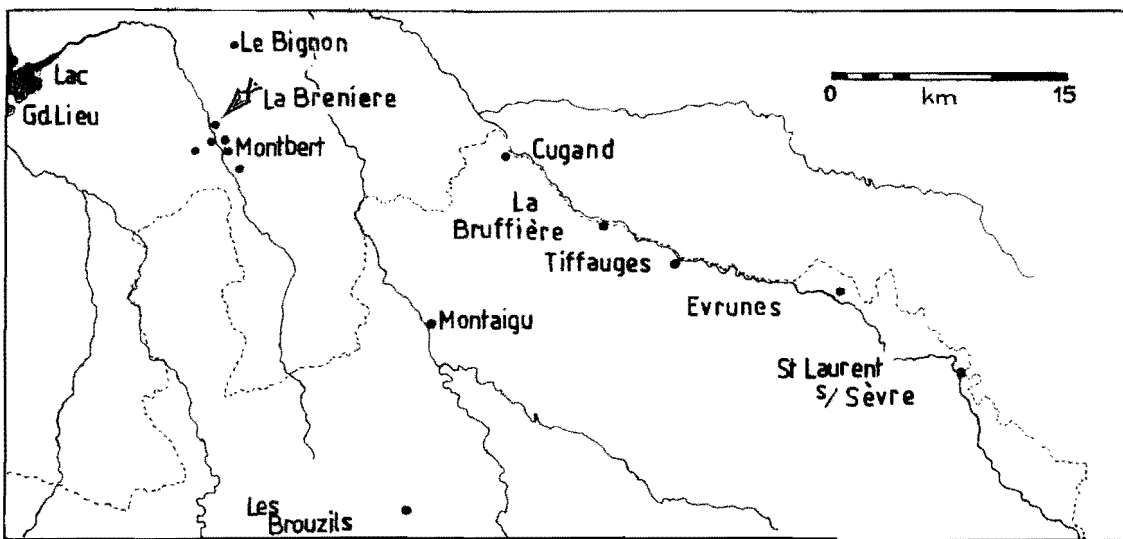 Le Bignon
Lac
Gd.Lieu
La Breniere
0 km 15
Montbert
Cugand
La
Bruffière
Tiffauges
Evrunes
Montaigu
St Laurent
s/ Sèvre
Les
Brouzils